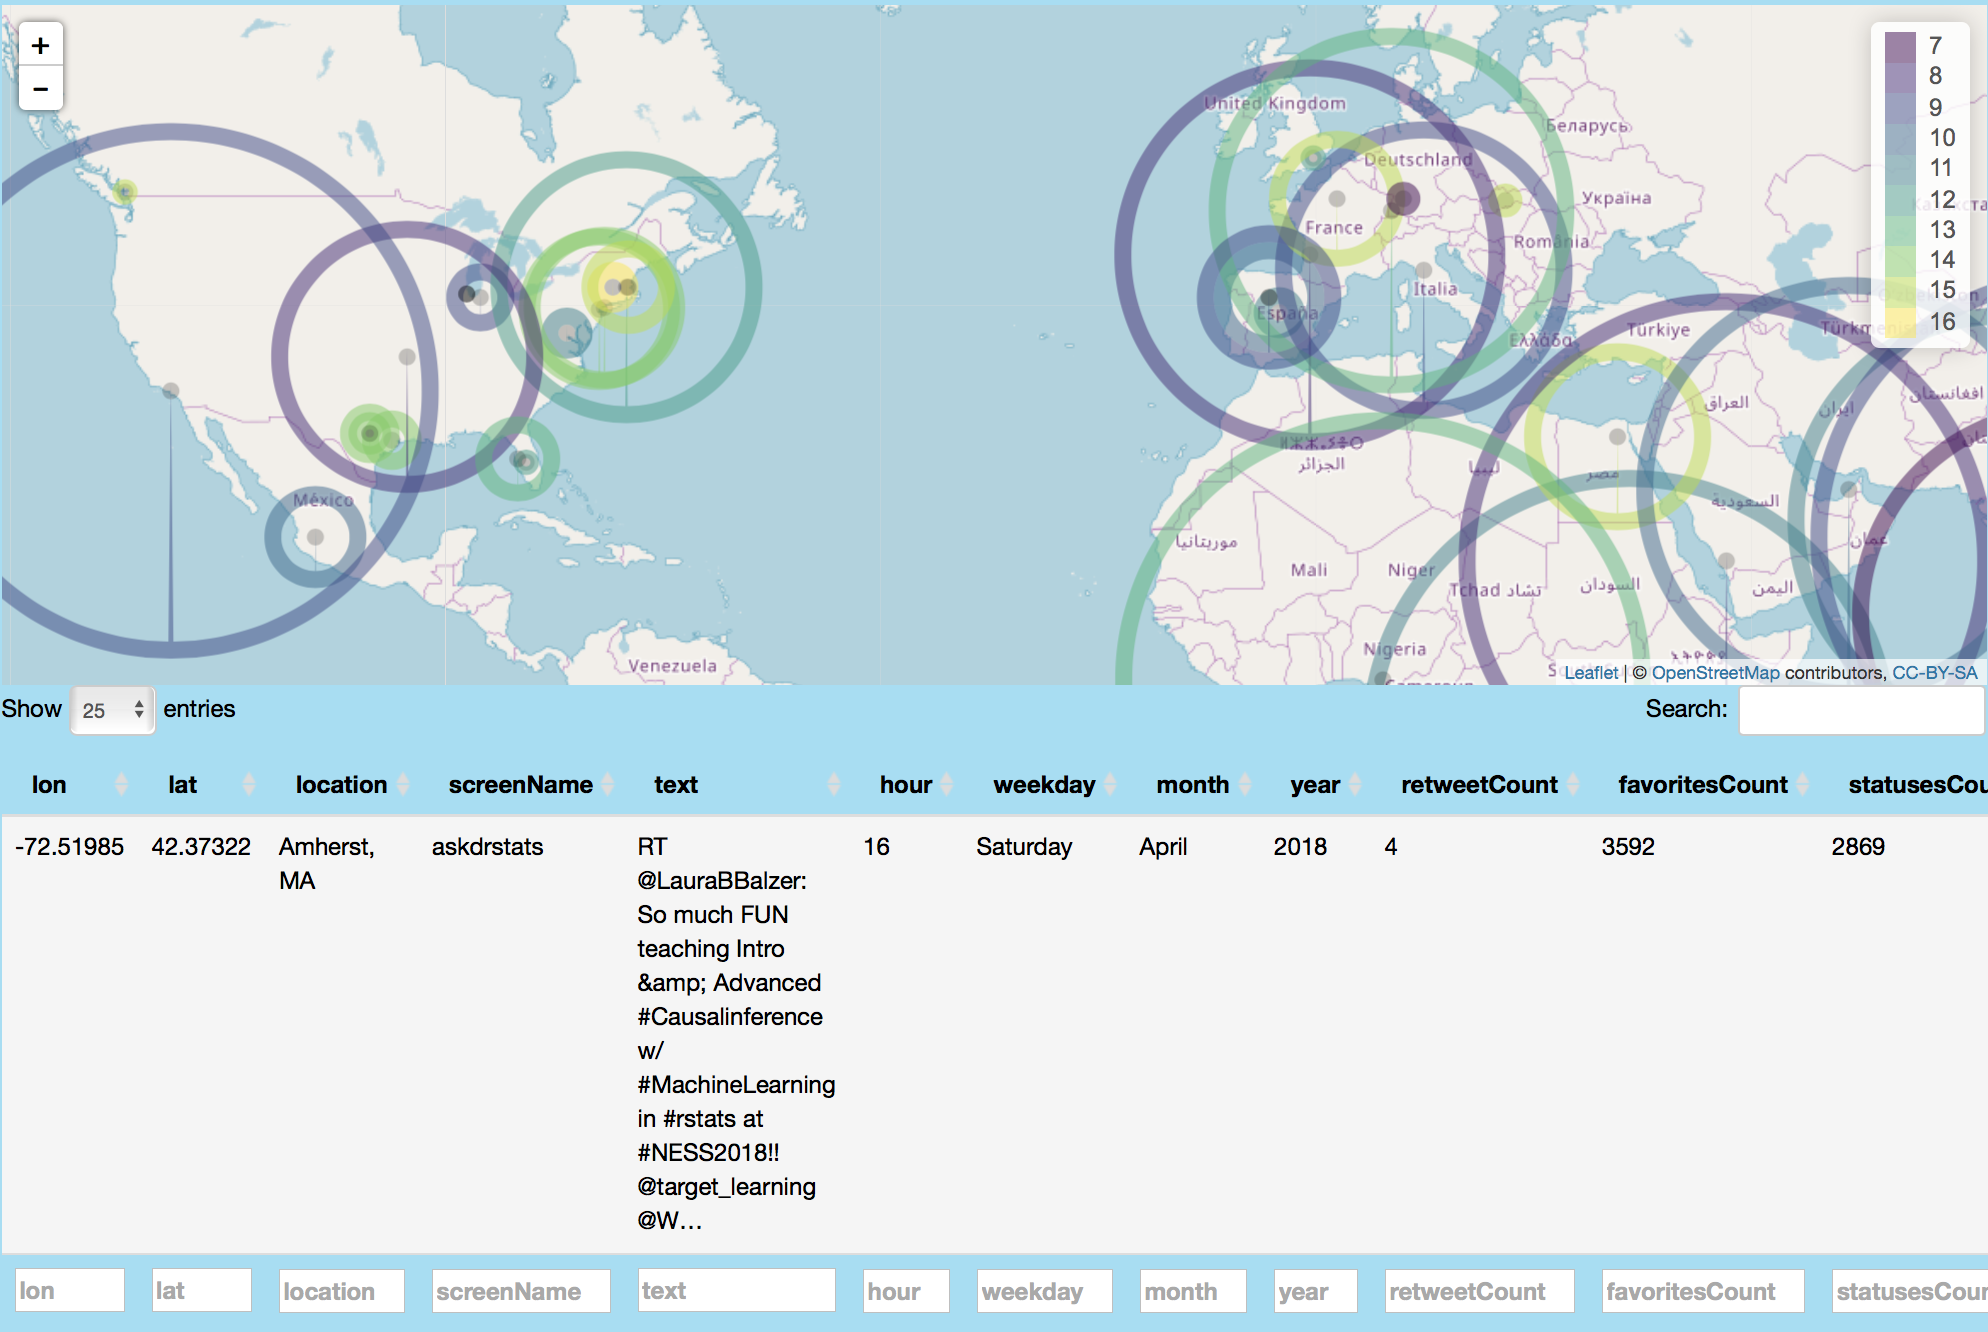 +
−
7
8
9
10
11
12
13
14
15
16
United Kingdom
Беларусь
Deutschland
Україна
France
România
Italia
España
Ελλάδα
Türkiye
العراق
ایران
افغانستان
México
ⵍⵣⵣⴰⵢⴻⵔ
الجزائر
ليبيا
مصر
السعودية
موريتانيا
عمان
Mali
Niger
Tchad تشاد
السودان
اليمن
Nigeria
Venezuela
Leaflet | © OpenStreetMap contributors, CC-BY-SA
Show 25 entries
Search:
lon lat location screenName text hour weekday month year retweetCount favoritesCount statusesCou
-72.51985 42.37322 Amherst, MA askdrstats RT 16 Saturday April 2018 4 3592 2869
@LauraBBalzer:
So much FUN
teaching Intro
&amp;amp; Advanced
#Causalinference
w/
#MachineLearning
in #rstats at
#NESS2018!!
@target_learning
@W…
lon lat location screenName text hour weekday month year retweetCount favoritesCount statusesCour